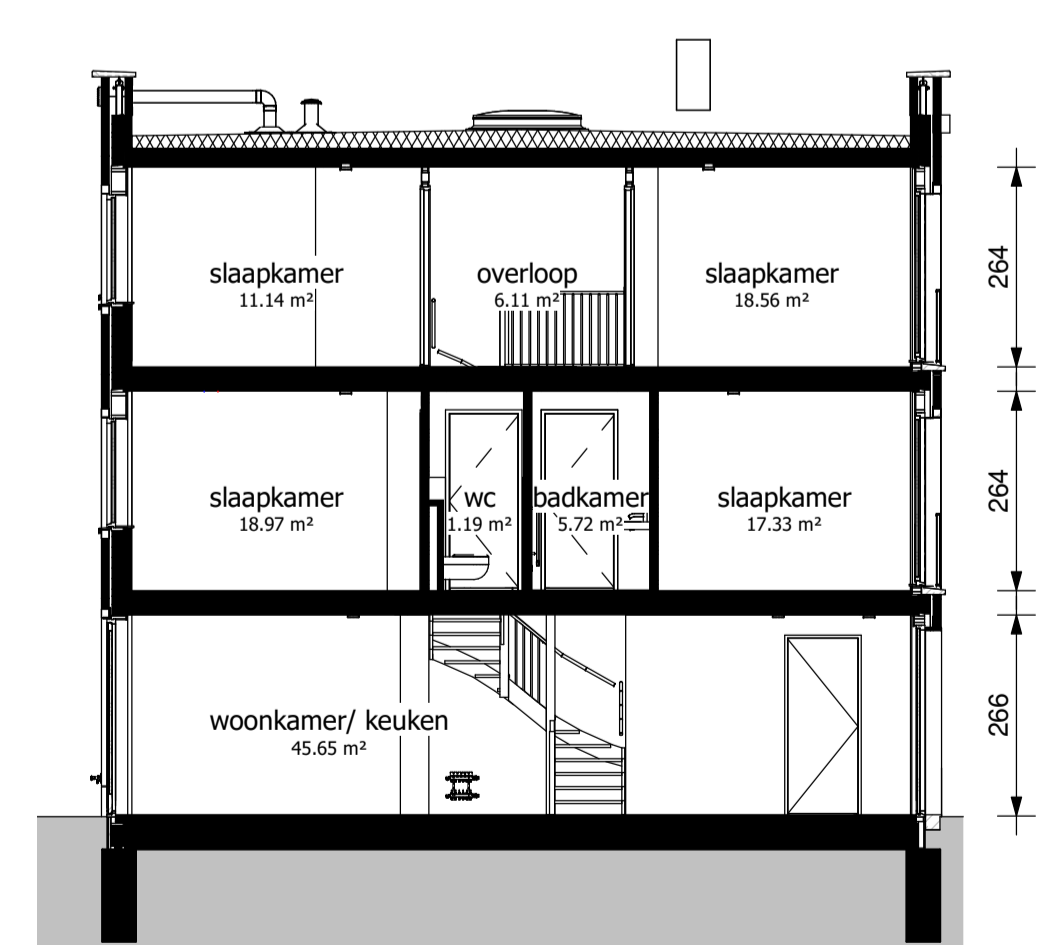 slaapkamer
11.14 m²
overloop
6.11 m²
slaapkamer
18.56 m²
264
slaapkamer
18.97 m²
wc
1.19 m²
badkamer
5.72 m²
slaapkamer
17.33 m²
264
woonkamer/ keuken
45.65 m²
266